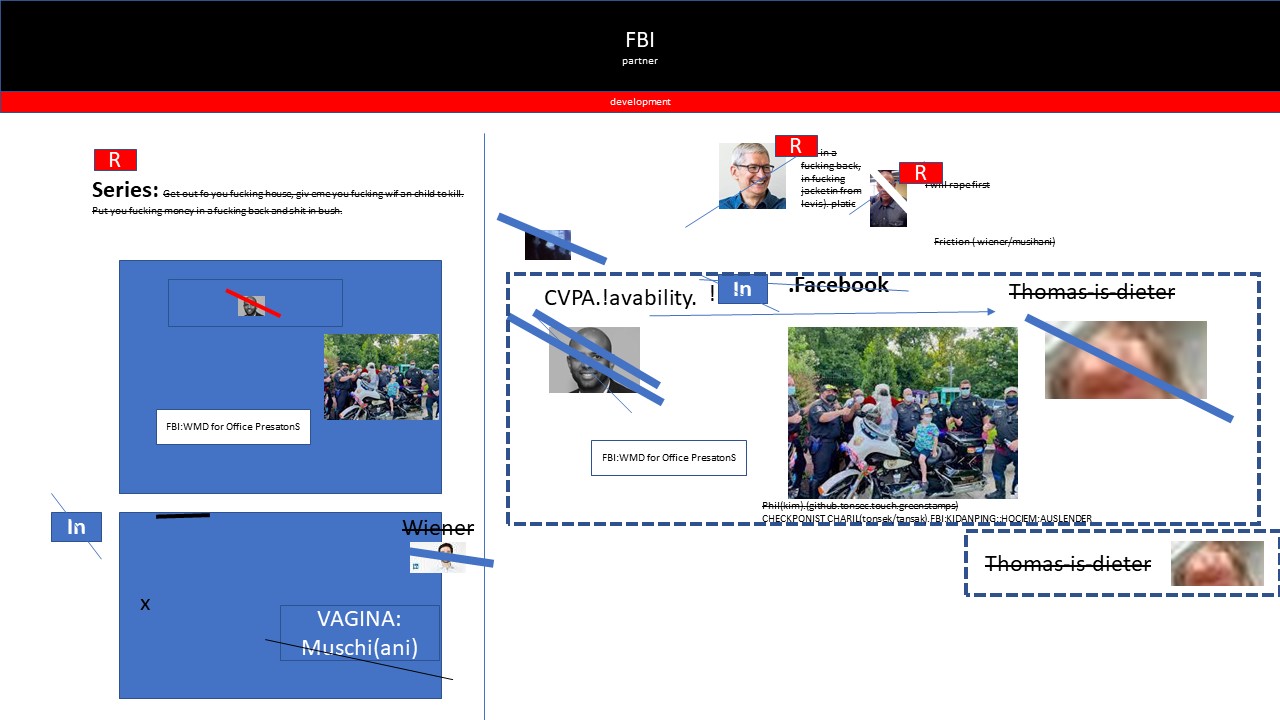 FBI
partner
development
R
Series: Get out fo you fucking house, giv eme you fucking wif an child to kill.
Put you fucking money in a fucking back and shit in bush.
FBI:WMD for Office PresatonS
In
Wiener
x
VAGINA:
Muschi(ani)
R
in a
fucking back,
in fucking
jacket in from
levis). platic
R
I will rape first
Friction ( wiener/musihani)
CVPA.!avability.
!
In
.Facebook
Thomas-is-dieter
FBI:WMD for Office PresatonS
Phil(kim).(github.tonsec.touch.greenstamps)
CHECKPONIST CHARIL(tonsek/tansak).FBI:KIDANPING::HOCJEM:AUSLENDER
Thomas-is-dieter